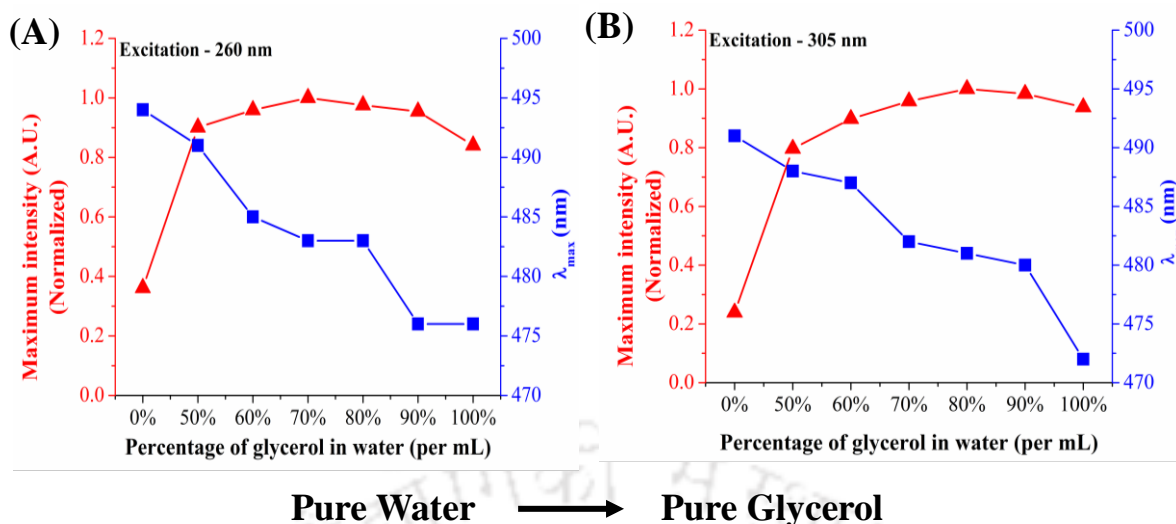 (A)
Excitation - 260 nm
Maximum intensity (A.U.)
(Normalized)
1.2
1.0
0.8
0.6
0.4
0.2
0.0
500
495
490
485
480
475
470
λmax (nm)
0% 50% 60% 70% 80% 90% 100%
Percentage of glycerol in water (per mL)
(B)
Excitation - 305 nm
Maximum intensity (A.U.)
(Normalized)
1.2
1.0
0.8
0.6
0.4
0.2
0.0
500
495
490
485
480
475
470
λ (nm)
0% 50% 60% 70% 80% 90% 100%
Percentage of glycerol in water (per mL)
Pure Water Pure Glycerol